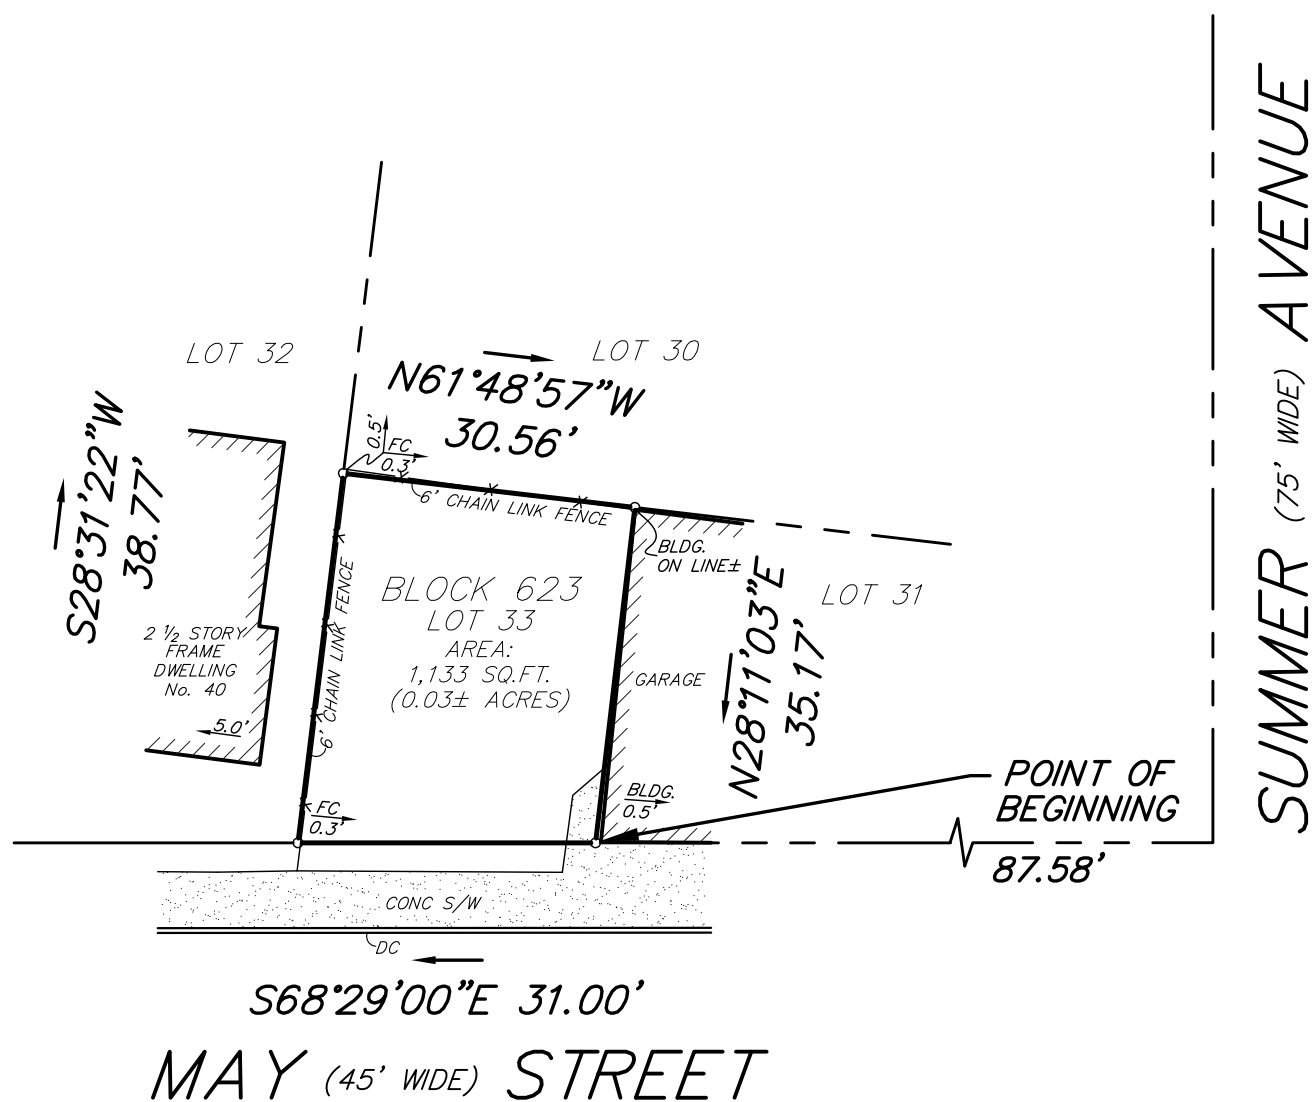 LOT 32
LOT 30
N61°48'57"W
30.56'
0.5'
FC
0.3'
6' CHAIN LINK FENCE
S28°31'22"W
38.77'
BLDG.
ON LINE±
BLOCK 623
LOT 33
AREA:
1,133 SQ.FT.
(0.03± ACRES)
6' CHAIN LINK FENCE
2 ½ STORY
FRAME
DWELLING
No. 40
5.0'
GARAGE
N28°11'03"E
35.17'
LOT 31
SUMMER (75' WIDE) AVENUE
POINT OF
BEGINNING
87.58'
BLDG.
0.5'
FC
0.3'
CONC S/W
DC
S68°29'00"E 31.00'
MAY (45' WIDE) STREET